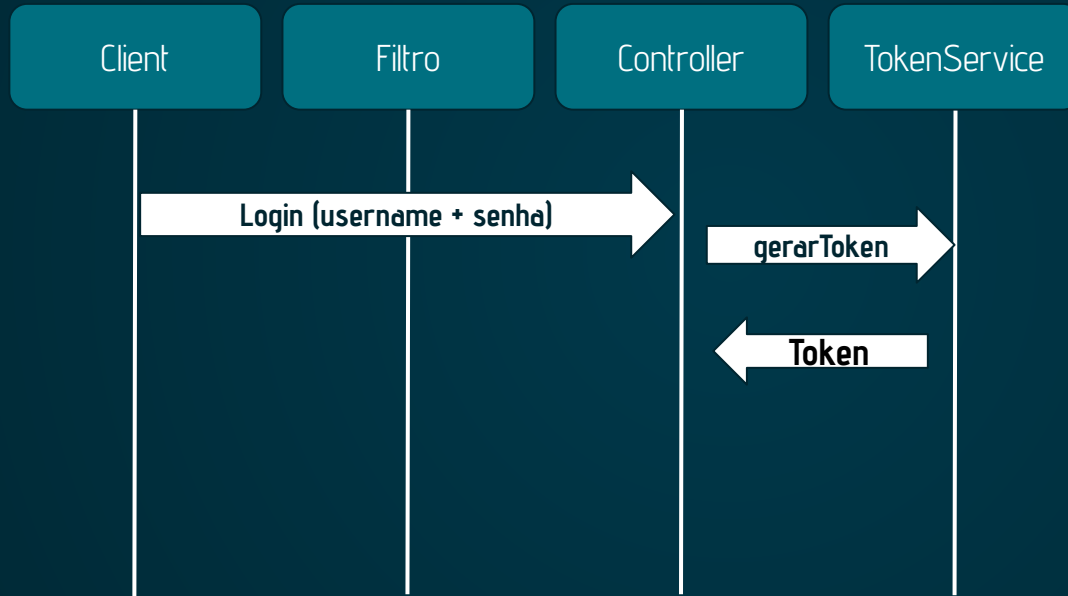 Client
Filtro
Controller
TokenService
Login (username + senha)
gerarToken
Token